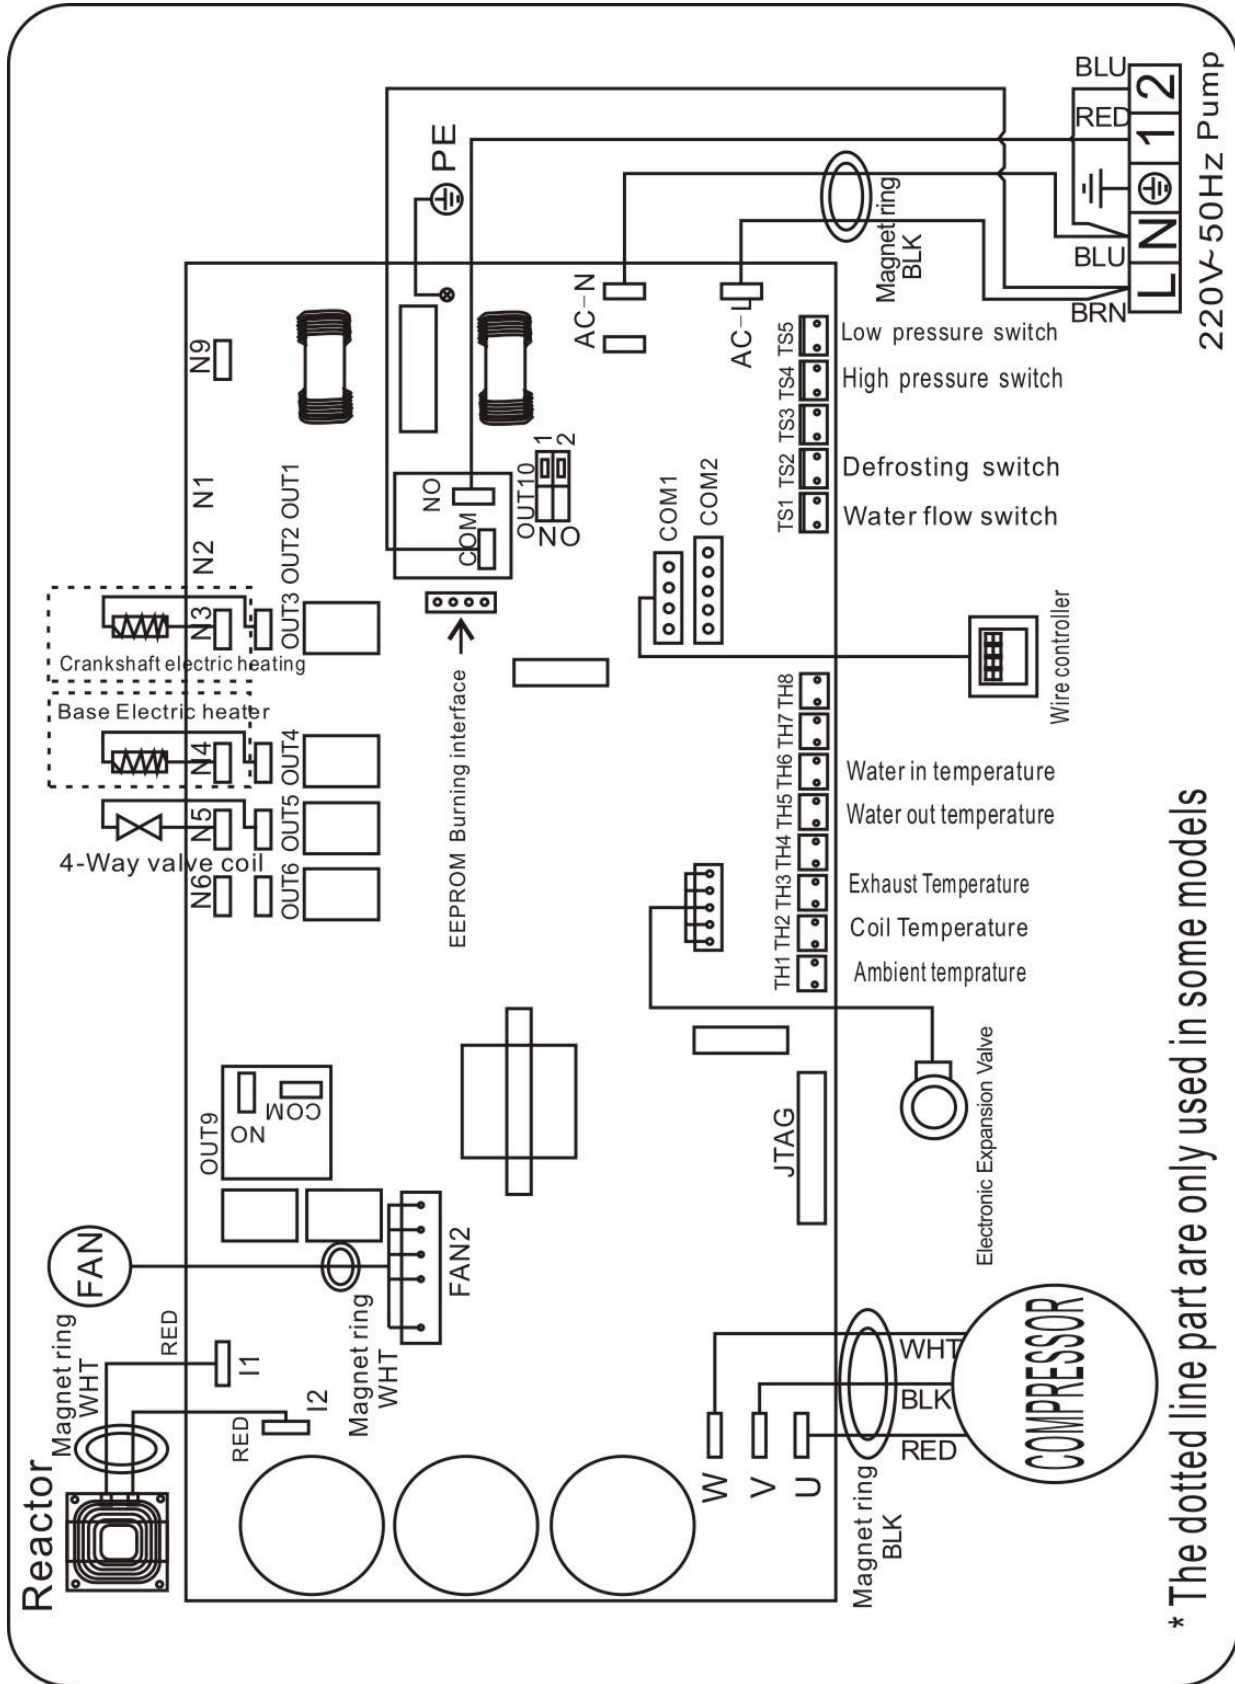 Reactor
Magnet ring
WHT
RED
RED
I1
I2
FAN
Magnet ring
WHT
FAN2
OUT9
NO
COM
4-Way valve coil
Base Electric heater
Crankshaft electric heating
N6
N5
N4
N3
N2
N1
N9
OUT6
OUT5
OUT4
OUT3
OUT2
OUT1
EEPROM Burning interface
COM
NO
OUT10
NO
1
2
PE
AC-N
AC-L
Magnet ring
BLK
BRN
BLU
RED
BLU
L
N
1
2
220V~50Hz Pump
COM1
COM2
TH1
TH2
TH3
TH4
TH5
TH6
TH7
TH8
TS1
TS2
TS3
TS4
TS5
Ambient temprature
Coil Temperature
Exhaust Temperature
Water out temperature
Water in temperature
Water flow switch
Defrosting switch
High pressure switch
Low pressure switch
Wire controller
Electronic Expansion Valve
JTAG
W
V
U
Magnet ring
BLK
WHT
BLK
RED
COMPRESSOR
* The dotted line part are only used in some models